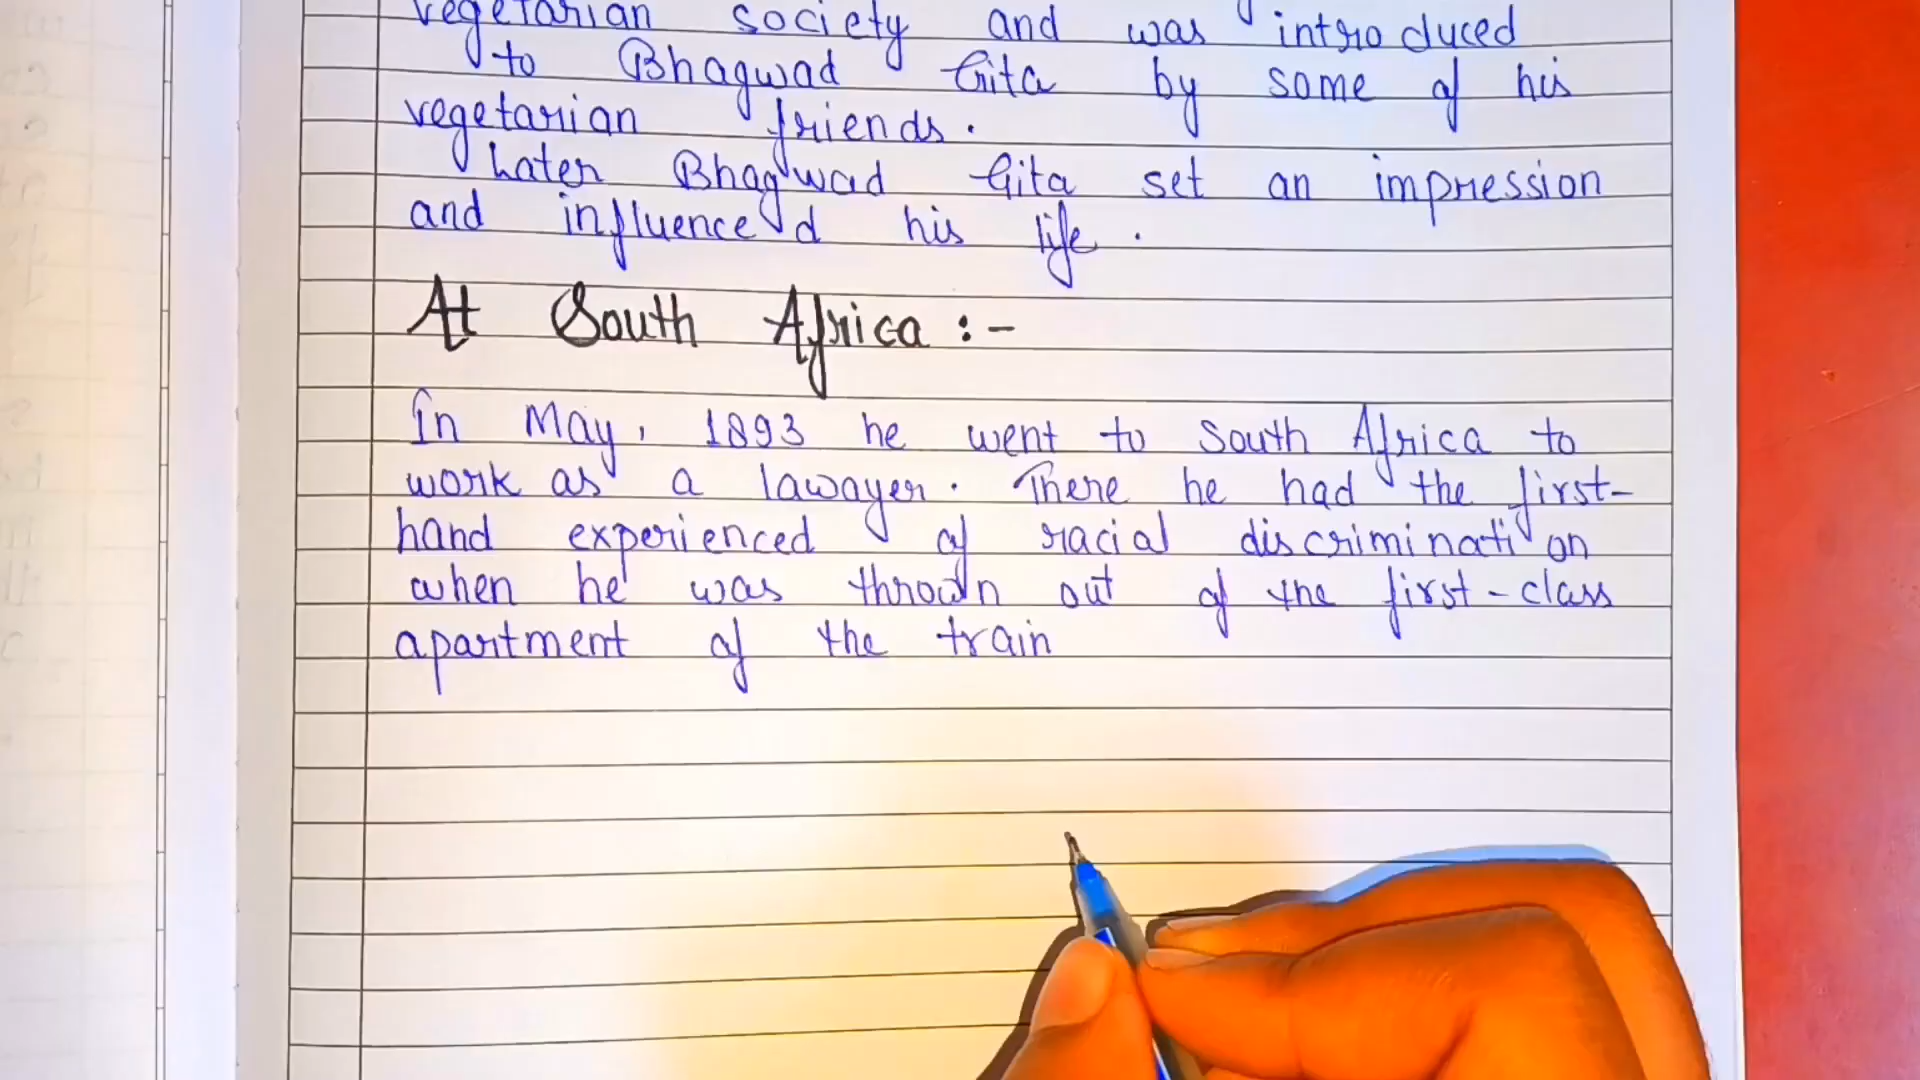 vegetarian society and was introduced
to Bhagwad Gita by some of his
vegetarian friends.
Later Bhagwad Gita set an impression
and influenced his life.
At South Africa :-
In May, 1893 he went to South Africa to
work as a lawayer. There he had the first-
hand experienced of racial discrimination
when he was thrown out of the first-class
apartment of the train